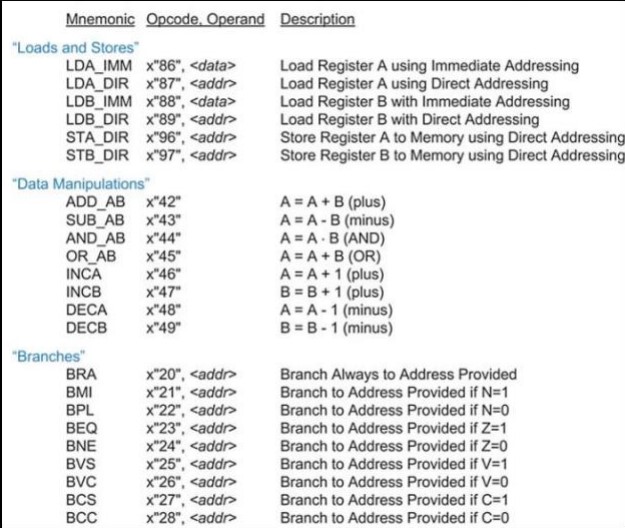 Mnemonic Opcode, Operand Description
"Loads and Stores"
LDA_IMM x"86", <data> Load Register A using Immediate Addressing
LDA_DIR x"87", <addr> Load Register A using Direct Addressing
LDB_IMM x"88", <data> Load Register B with Immediate Addressing
LDB_DIR x"89", <addr> Load Register B with Direct Addressing
STA_DIR x"96", <addr> Store Register A to Memory using Direct Addressing
STB_DIR x"97", <addr> Store Register B to Memory using Direct Addressing
"Data Manipulations"
ADD_AB x"42" A = A + B (plus)
SUB_AB x"43" A = A - B (minus)
AND_AB x"44" A = A · B (AND)
OR_AB x"45" A = A + B (OR)
INCA x"46" A = A + 1 (plus)
INCB x"47" B = B + 1 (plus)
DECA x"48" A = A - 1 (minus)
DECB x"49" B = B - 1 (minus)
"Branches"
BRA x"20", <addr> Branch Always to Address Provided
BMI x"21", <addr> Branch to Address Provided if N=1
BPL x"22", <addr> Branch to Address Provided if N=0
BEQ x"23", <addr> Branch to Address Provided if Z=1
BNE x"24", <addr> Branch to Address Provided if Z=0
BVS x"25", <addr> Branch to Address Provided if V=1
BVC x"26", <addr> Branch to Address Provided if V=0
BCS x"27", <addr> Branch to Address Provided if C=1
BCC x"28", <addr> Branch to Address Provided if C=0